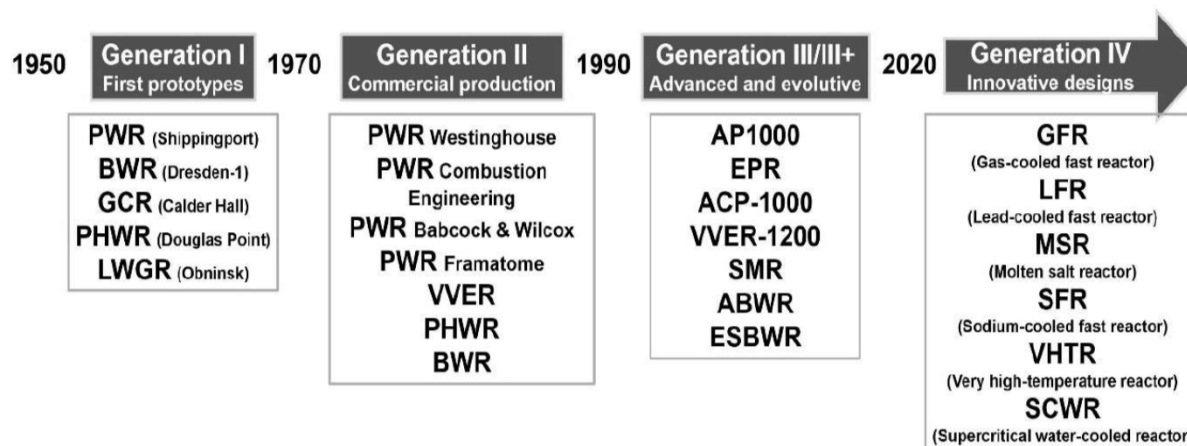 1950
Generation I
First prototypes
PWR (Shippingport)
BWR (Dresden-1)
GCR (Calder Hall)
PHWR (Douglas Point)
LWGR (Obninsk)
1970
Generation II
Commercial production
PWR Westinghouse
PWR Combustion
Engineering
PWR Babcock & Wilcox
PWR Framatome
VVER
PHWR
BWR
1990
Generation III/III+
Advanced and evolutive
AP1000
EPR
ACP-1000
VVER-1200
SMR
ABWR
ESBWR
2020
Generation IV
Innovative designs
GFR
(Gas-cooled fast reactor)
LFR
(Lead-cooled fast reactor)
MSR
(Molten salt reactor)
SFR
(Sodium-cooled fast reactor)
VHTR
(Very high-temperature reactor)
SCWR
(Supercritical water-cooled reactor